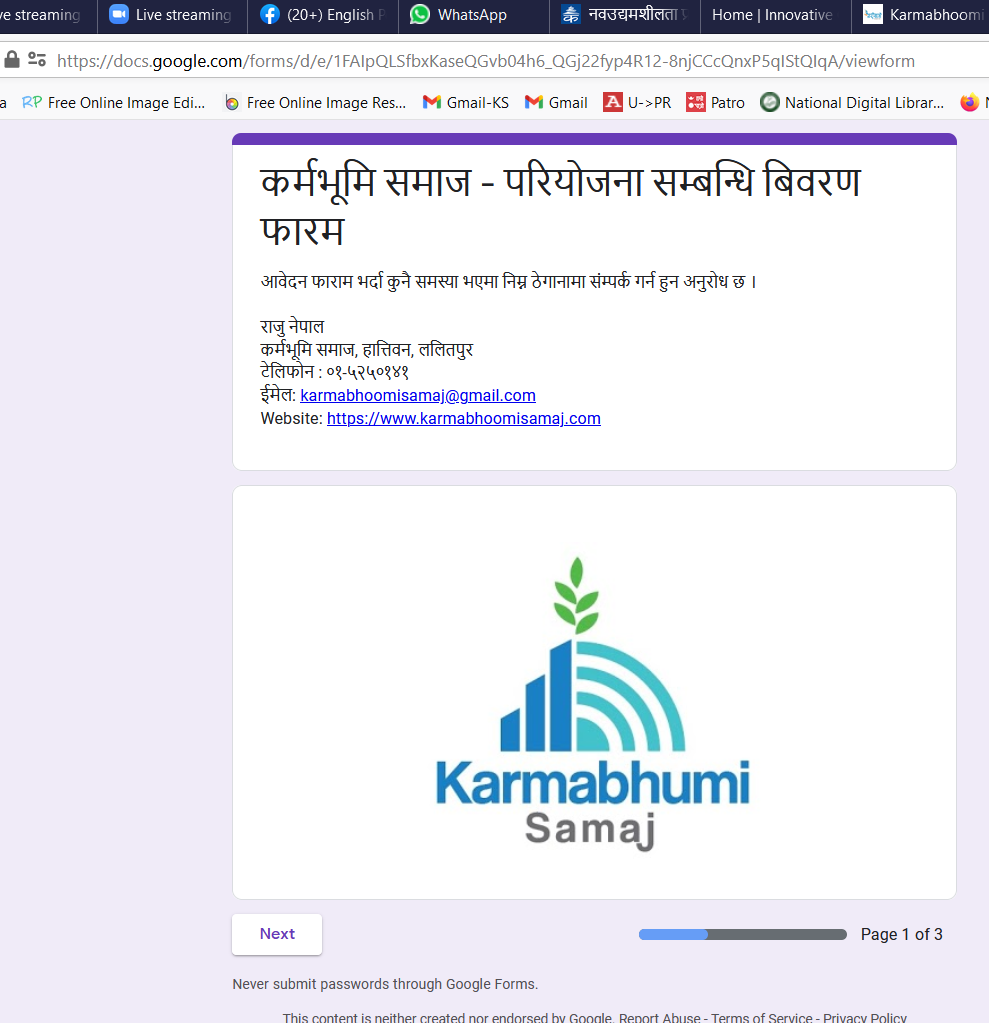 ve streaming Live streaming (20+) English P WhatsApp नवउद्यमशीलता Home | Innovative Karmabhoomi
https://docs.google.com/forms/d/e/1FAIpQLSfbxKaseQGvb04h6_QGj22fyp4R12-8njCCcQnxP5qIStQIqA/viewform
a RP Free Online Image Edi... Free Online Image Res... Gmail-KS Gmail U->PR Patro National Digital Librar...
कर्मभूमि समाज - परियोजना सम्बन्धि बिवरण
फारम
आवेदन फाराम भर्दा कुनै समस्या भएमा निम्न ठेगानामा संम्पर्क गर्न हुन अनुरोध छ ।
राजु नेपाल
कर्मभूमि समाज, हात्तिवन, ललितपुर
टेलिफोन : ०१-५२५०१४१
ईमेल: karmabhoomisamaj@gmail.com
Website: https://www.karmabhoomisamaj.com
Karmabhumi
Samaj
Next Page 1 of 3
Never submit passwords through Google Forms.
This content is neither created nor endorsed by Google. Report Abuse - Terms of Service - Privacy Policy